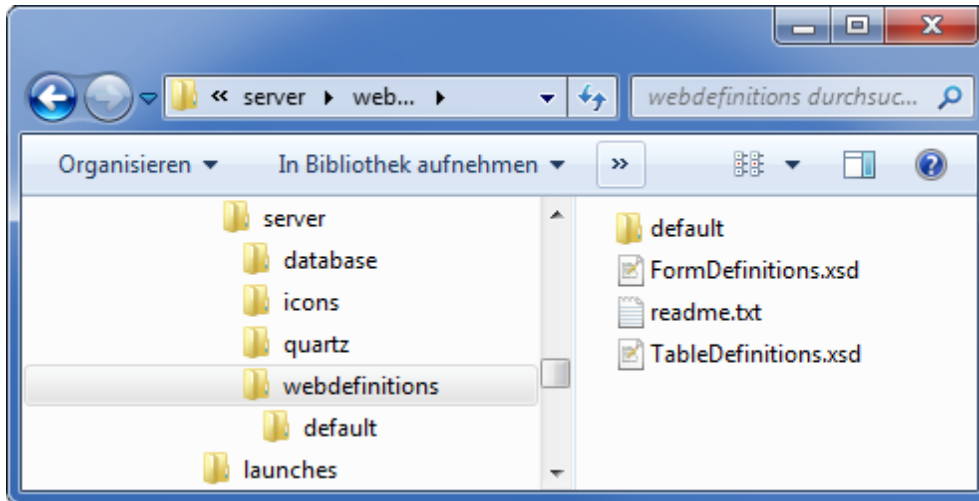 « server ▸ web... ▸
webdefinitions durchsuc...
Organisieren ▾ In Bibliothek aufnehmen ▾ »
server
database
icons
quartz
webdefinitions
default
launches
default
FormDefinitions.xsd
readme.txt
TableDefinitions.xsd